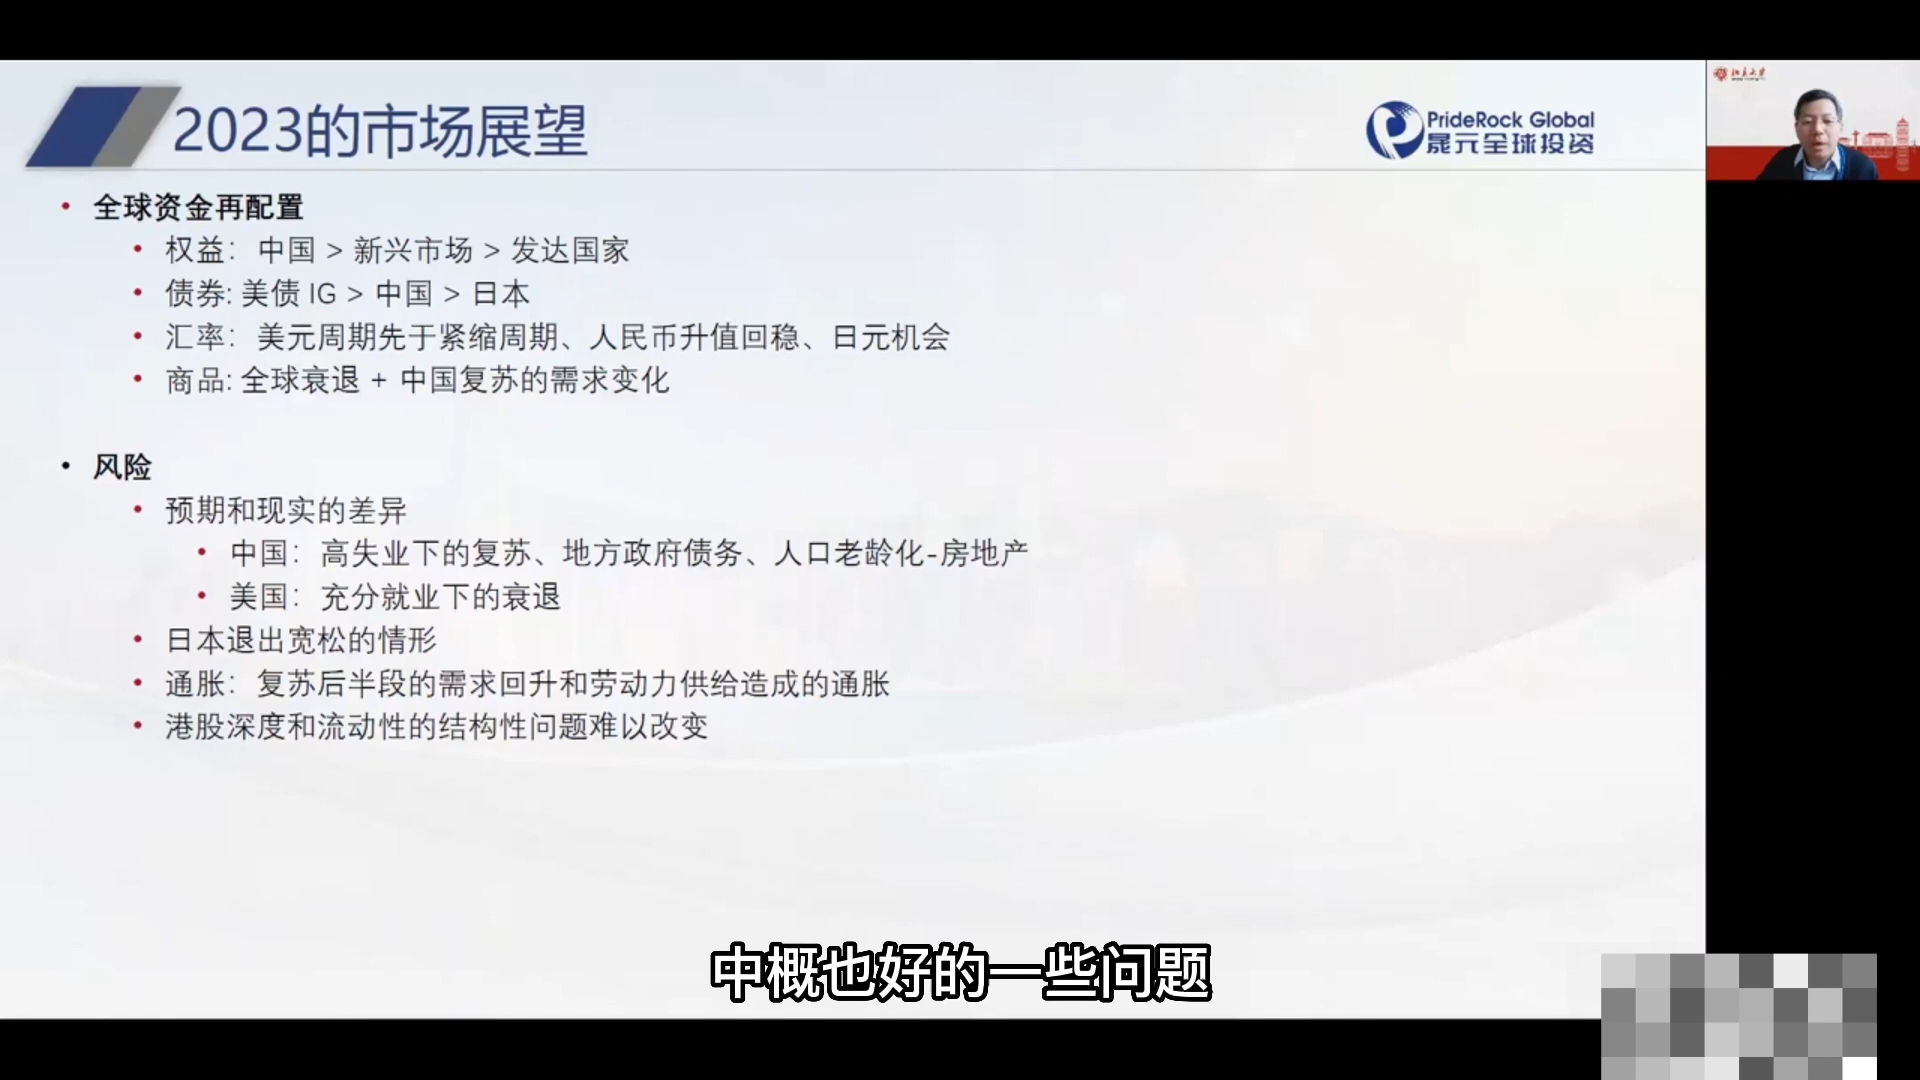 2023的市场展望
PrideRock Global
晟元全球投资
北京大学
• 全球资金再配置
• 权益：中国 > 新兴市场 > 发达国家
• 债券: 美债 IG > 中国 > 日本
• 汇率：美元周期先于紧缩周期、人民币升值回稳、日元机会
• 商品: 全球衰退 + 中国复苏的需求变化
• 风险
• 预期和现实的差异
• 中国：高失业下的复苏、地方政府债务、人口老龄化-房地产
• 美国：充分就业下的衰退
• 日本退出宽松的情形
• 通胀：复苏后半段的需求回升和劳动力供给造成的通胀
• 港股深度和流动性的结构性问题难以改变
中概也好的一些问题